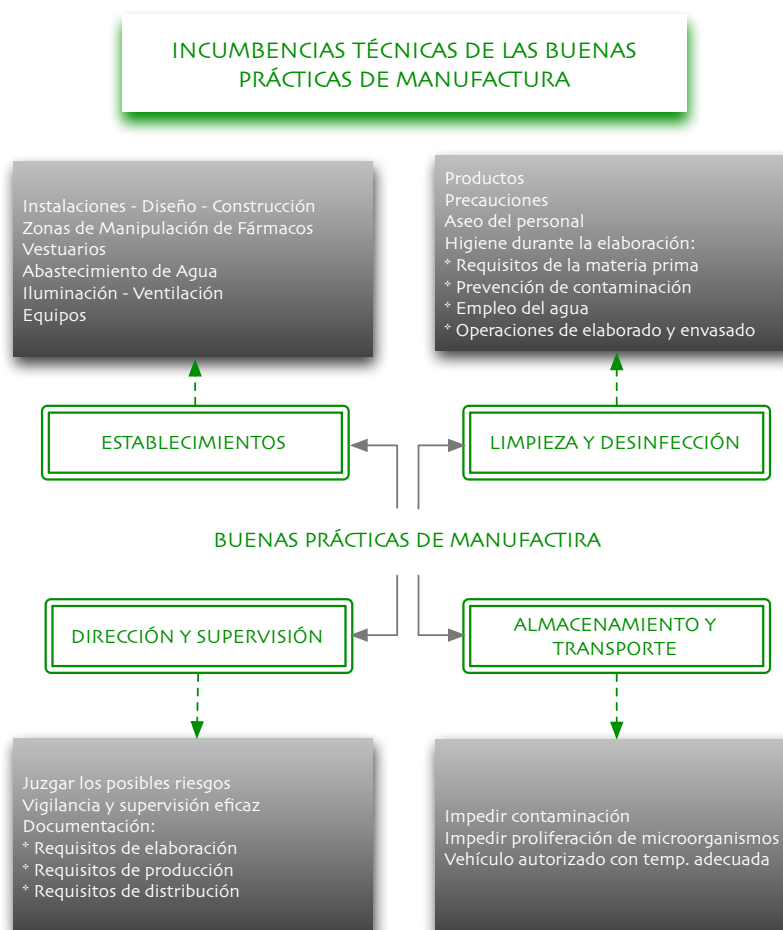 INCUMBENCIAS TÉCNICAS DE LAS BUENAS
PRÁCTICAS DE MANUFACTURA
Instalaciones - Diseño - Construcción
Zonas de Manipulación de Fármacos
Vestuarios
Abastecimiento de Agua
Iluminación - Ventilación
Equipos
Productos
Precauciones
Aseo del personal
Higiene durante la elaboración:
* Requisitos de la materia prima
* Prevención de contaminación
* Empleo del agua
* Operaciones de elaborado y envasado
ESTABLECIMIENTOS
LIMPIEZA Y DESINFECCIÓN
BUENAS PRÁCTICAS DE MANUFACTIRA
DIRECCIÓN Y SUPERVISIÓN
ALMACENAMIENTO Y
TRANSPORTE
Juzgar los posibles riesgos
Vigilancia y supervisión eficaz
Documentación:
* Requisitos de elaboración
* Requisitos de producción
* Requisitos de distribución
Impedir contaminación
Impedir proliferación de microorganismos
Vehículo autorizado con temp. adecuada